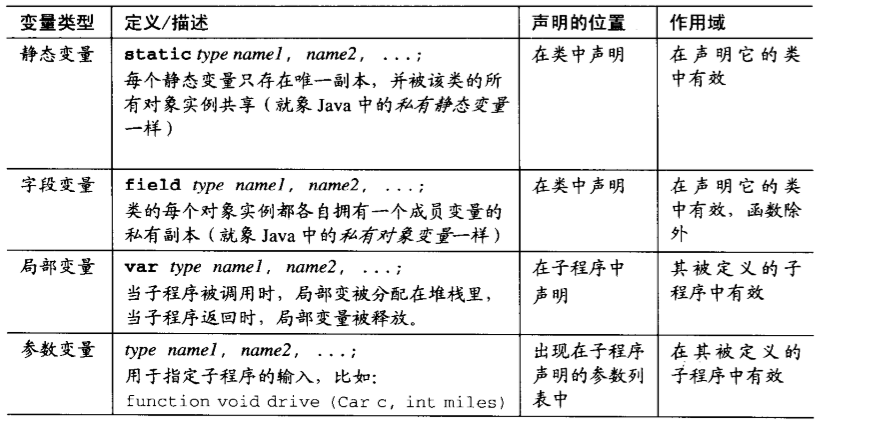 变量类型 定义/描述 声明的位置 作用域
静态变量 static type name1, name2, ...; 在类中声明 在声明它的类
每个静态变量只存在唯一副本，并被该类的所 中有效
有对象实例共享（就象 Java 中的私有静态变量
一样）
字段变量 field type name1, name2, ...; 在类中声明 在声明它的类
类的每个对象实例都各自拥有一个成员变量的 中有效，函数除
私有副本（就象 Java 中的私有对象变量一样） 外
局部变量 var type name1, name2, ...; 在子程序中 其被定义的子
当子程序被调用时，局部变被分配在堆栈里， 声明 程序中有效
当子程序返回时，局部变量被释放。
参数变量 type name1, name2, ...; 出现在子程序 在其被定义的
用于指定子程序的输入，比如： 声明的参数列 子程序中有效
function void drive (Car c, int miles) 表中